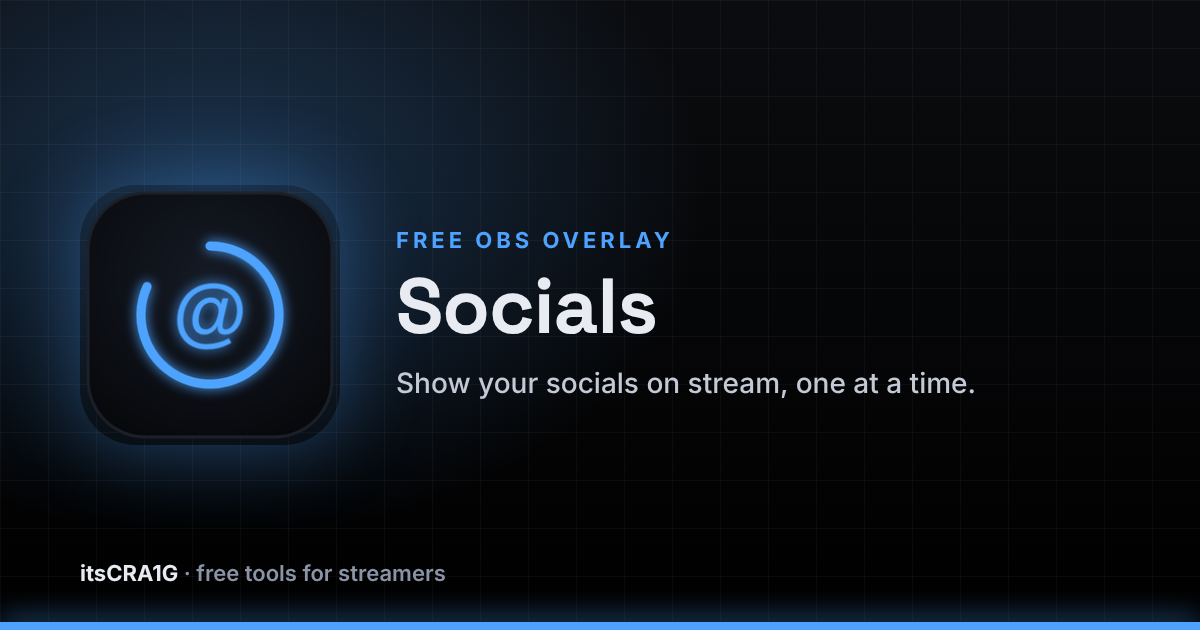 @
FREE OBS OVERLAY
Socials
Show your socials on stream, one at a time.
itsCRA1G · free tools for streamers